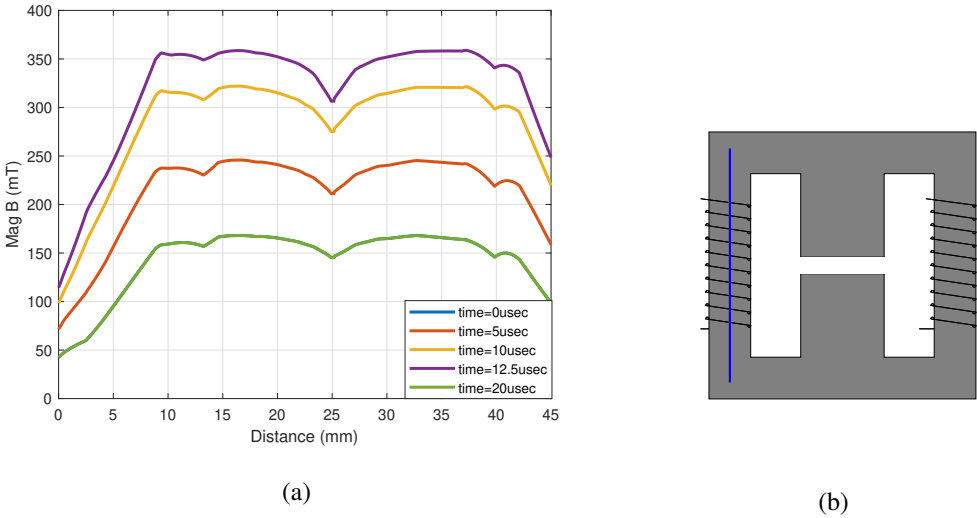 400
350
300
250
200
150
100
50
0
Mag B (mT)
0 5 10 15 20 25 30 35 40 45
Distance (mm)
time=0usec
time=5usec
time=10usec
time=12.5usec
time=20usec
(a)
(b)